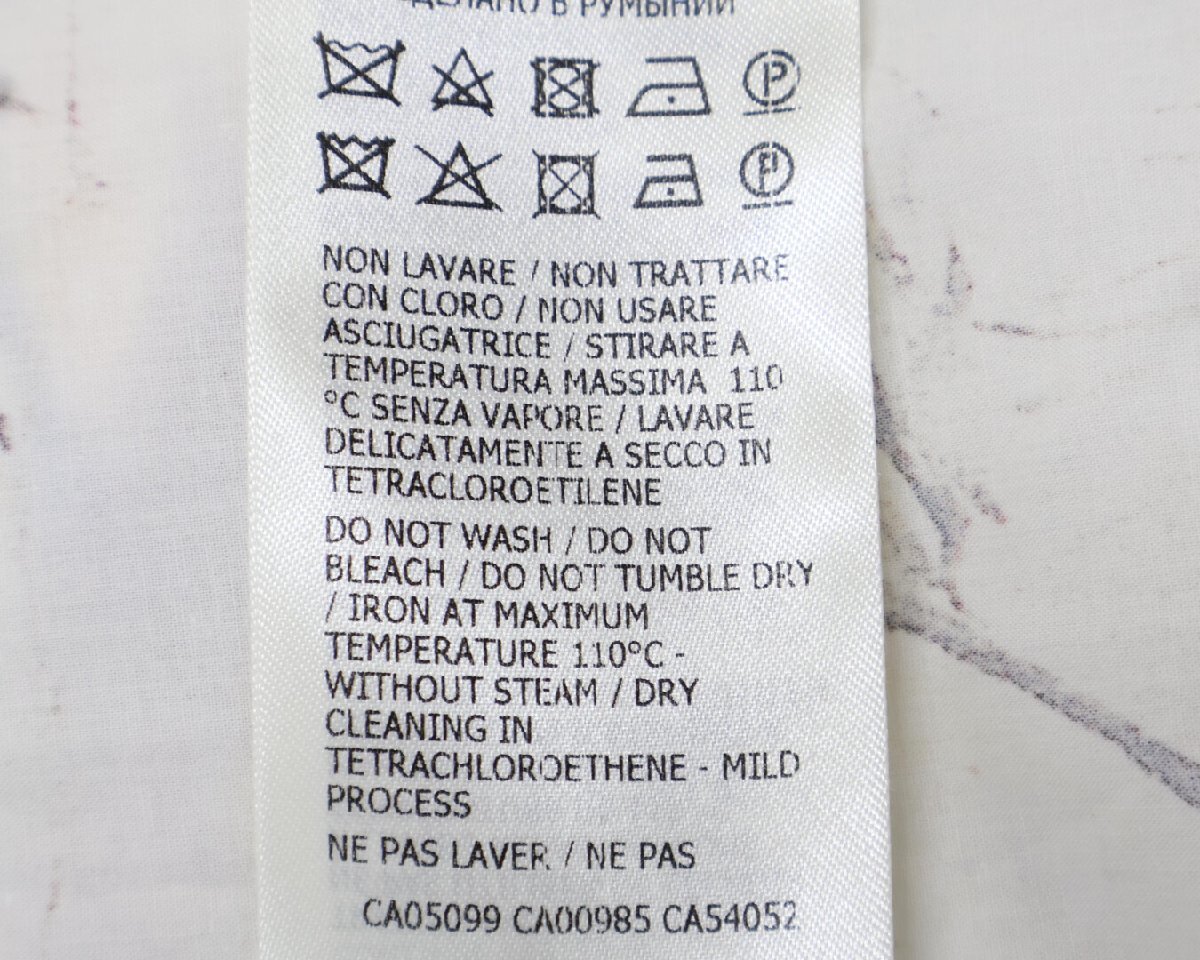 СДЕЛАНО В РУМЫНИИ
P
F
NON LAVARE / NON TRATTARE
CON CLORO / NON USARE
ASCIUGATRICE / STIRARE A
TEMPERATURA MASSIMA 110
°C SENZA VAPORE / LAVARE
DELICATAMENTE A SECCO IN
TETRACLOROETILENE
DO NOT WASH / DO NOT
BLEACH / DO NOT TUMBLE DRY
/ IRON AT MAXIMUM
TEMPERATURE 110°C -
WITHOUT STEAM / DRY
CLEANING IN
TETRACHLOROETHENE - MILD
PROCESS
NE PAS LAVER / NE PAS
CA05099 CA00985 CA54052